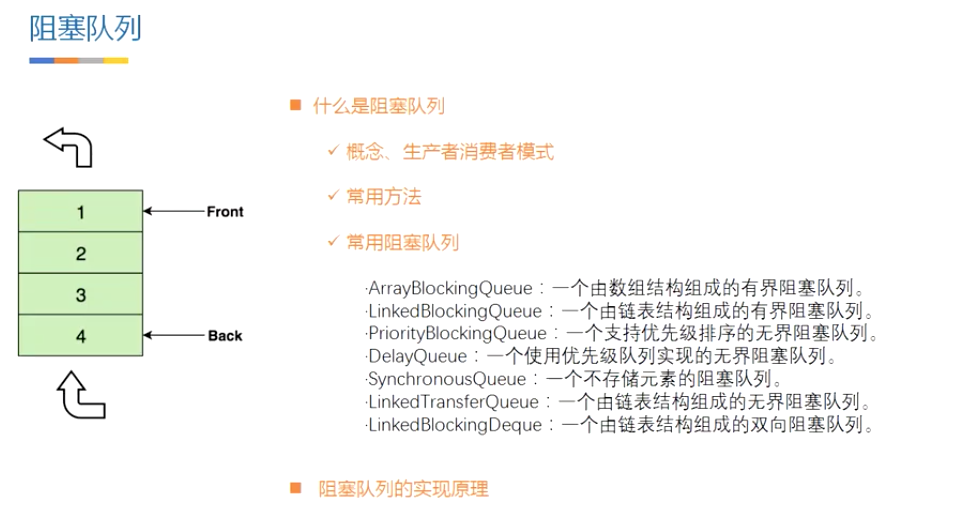 阻塞队列
什么是阻塞队列
概念、生产者消费者模式
常用方法
常用阻塞队列
·ArrayBlockingQueue：一个由数组结构组成的有界阻塞队列。
·LinkedBlockingQueue：一个由链表结构组成的有界阻塞队列。
·PriorityBlockingQueue：一个支持优先级排序的无界阻塞队列。
·DelayQueue：一个使用优先级队列实现的无界阻塞队列。
·SynchronousQueue：一个不存储元素的阻塞队列。
·LinkedTransferQueue：一个由链表结构组成的无界阻塞队列。
·LinkedBlockingDeque：一个由链表结构组成的双向阻塞队列。
阻塞队列的实现原理
1 Front
2
3
4 Back